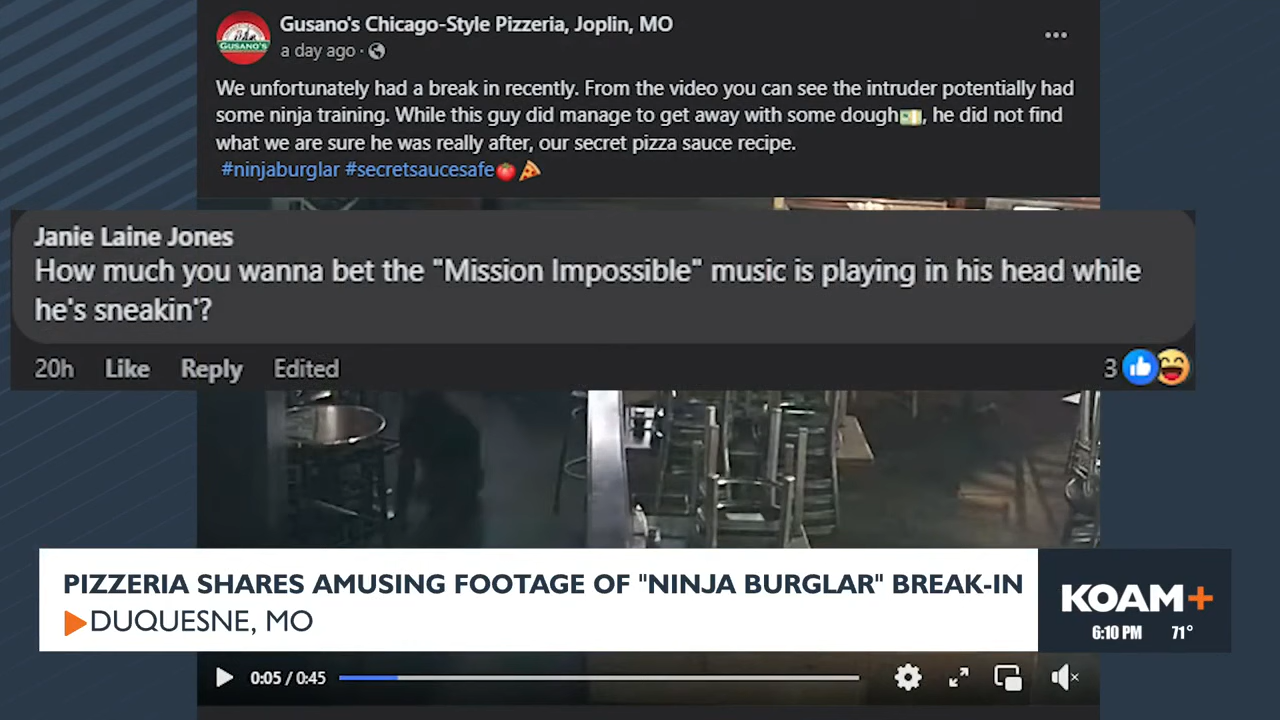 GUSANO'S
Gusano's Chicago-Style Pizzeria, Joplin, MO
a day ago ·
We unfortunately had a break in recently. From the video you can see the intruder potentially had
some ninja training. While this guy did manage to get away with some dough💵, he did not find
what we are sure he was really after, our secret pizza sauce recipe.
#ninjaburglar #secretsaucesafe🍅🍕
Janie Laine Jones
How much you wanna bet the "Mission Impossible" music is playing in his head while
he's sneakin'?
20h Like Reply Edited 3
PIZZERIA SHARES AMUSING FOOTAGE OF "NINJA BURGLAR" BREAK-IN
DUQUESNE, MO
KOAM+
6:10 PM 71°
0:05 / 0:45